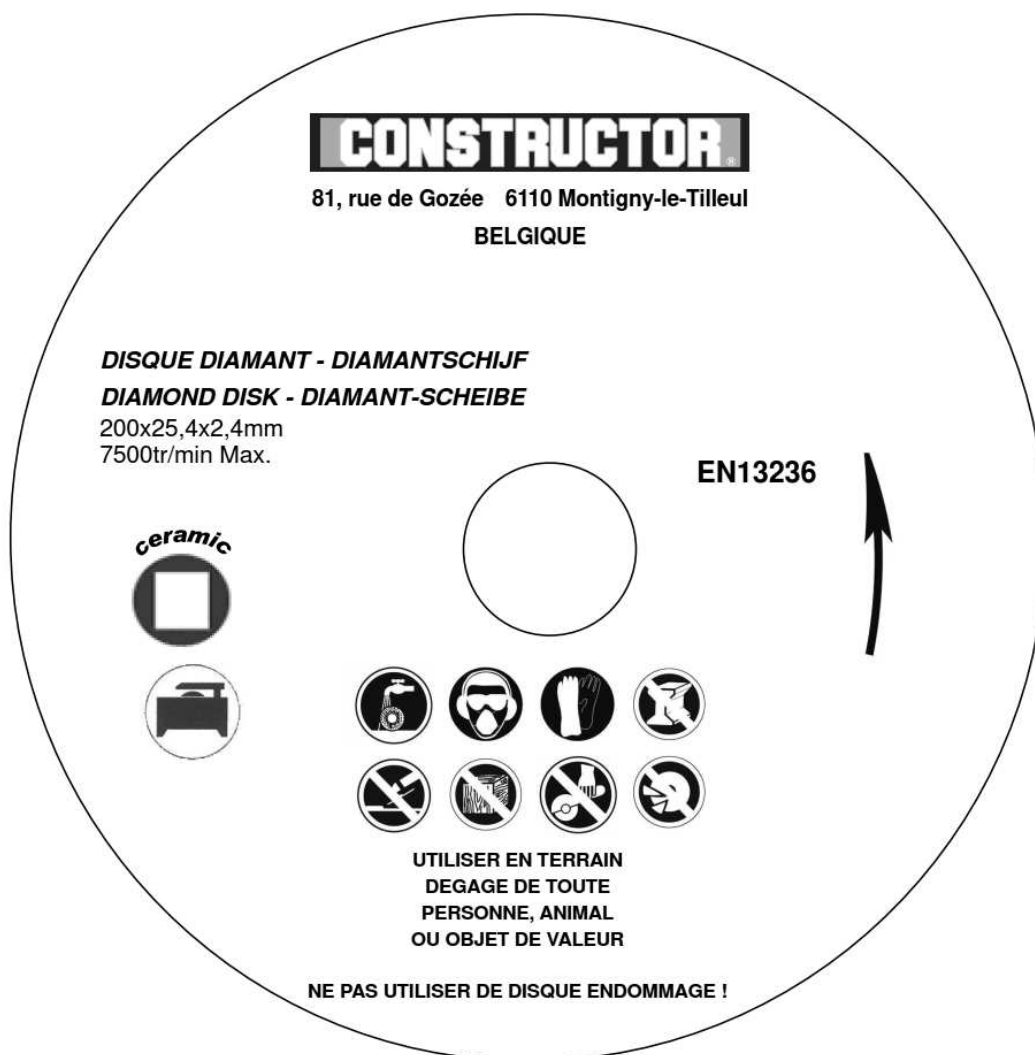 CONSTRUCTOR®
81, rue de Gozée 6110 Montigny-le-Tilleul
BELGIQUE
DISQUE DIAMANT - DIAMANTSCHIJF
DIAMOND DISK - DIAMANT-SCHEIBE
200x25,4x2,4mm
7500tr/min Max.
EN13236
ceramic
UTILISER EN TERRAIN
DEGAGE DE TOUTE
PERSONNE, ANIMAL
OU OBJET DE VALEUR
NE PAS UTILISER DE DISQUE ENDOMMAGE !